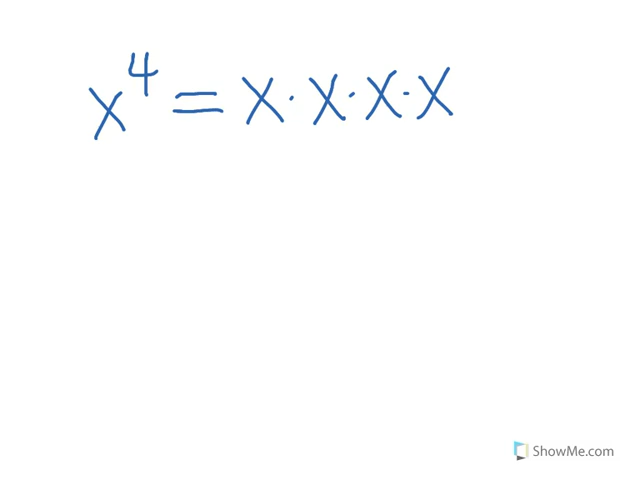 x⁴ = x · x · x · x
ShowMe.com